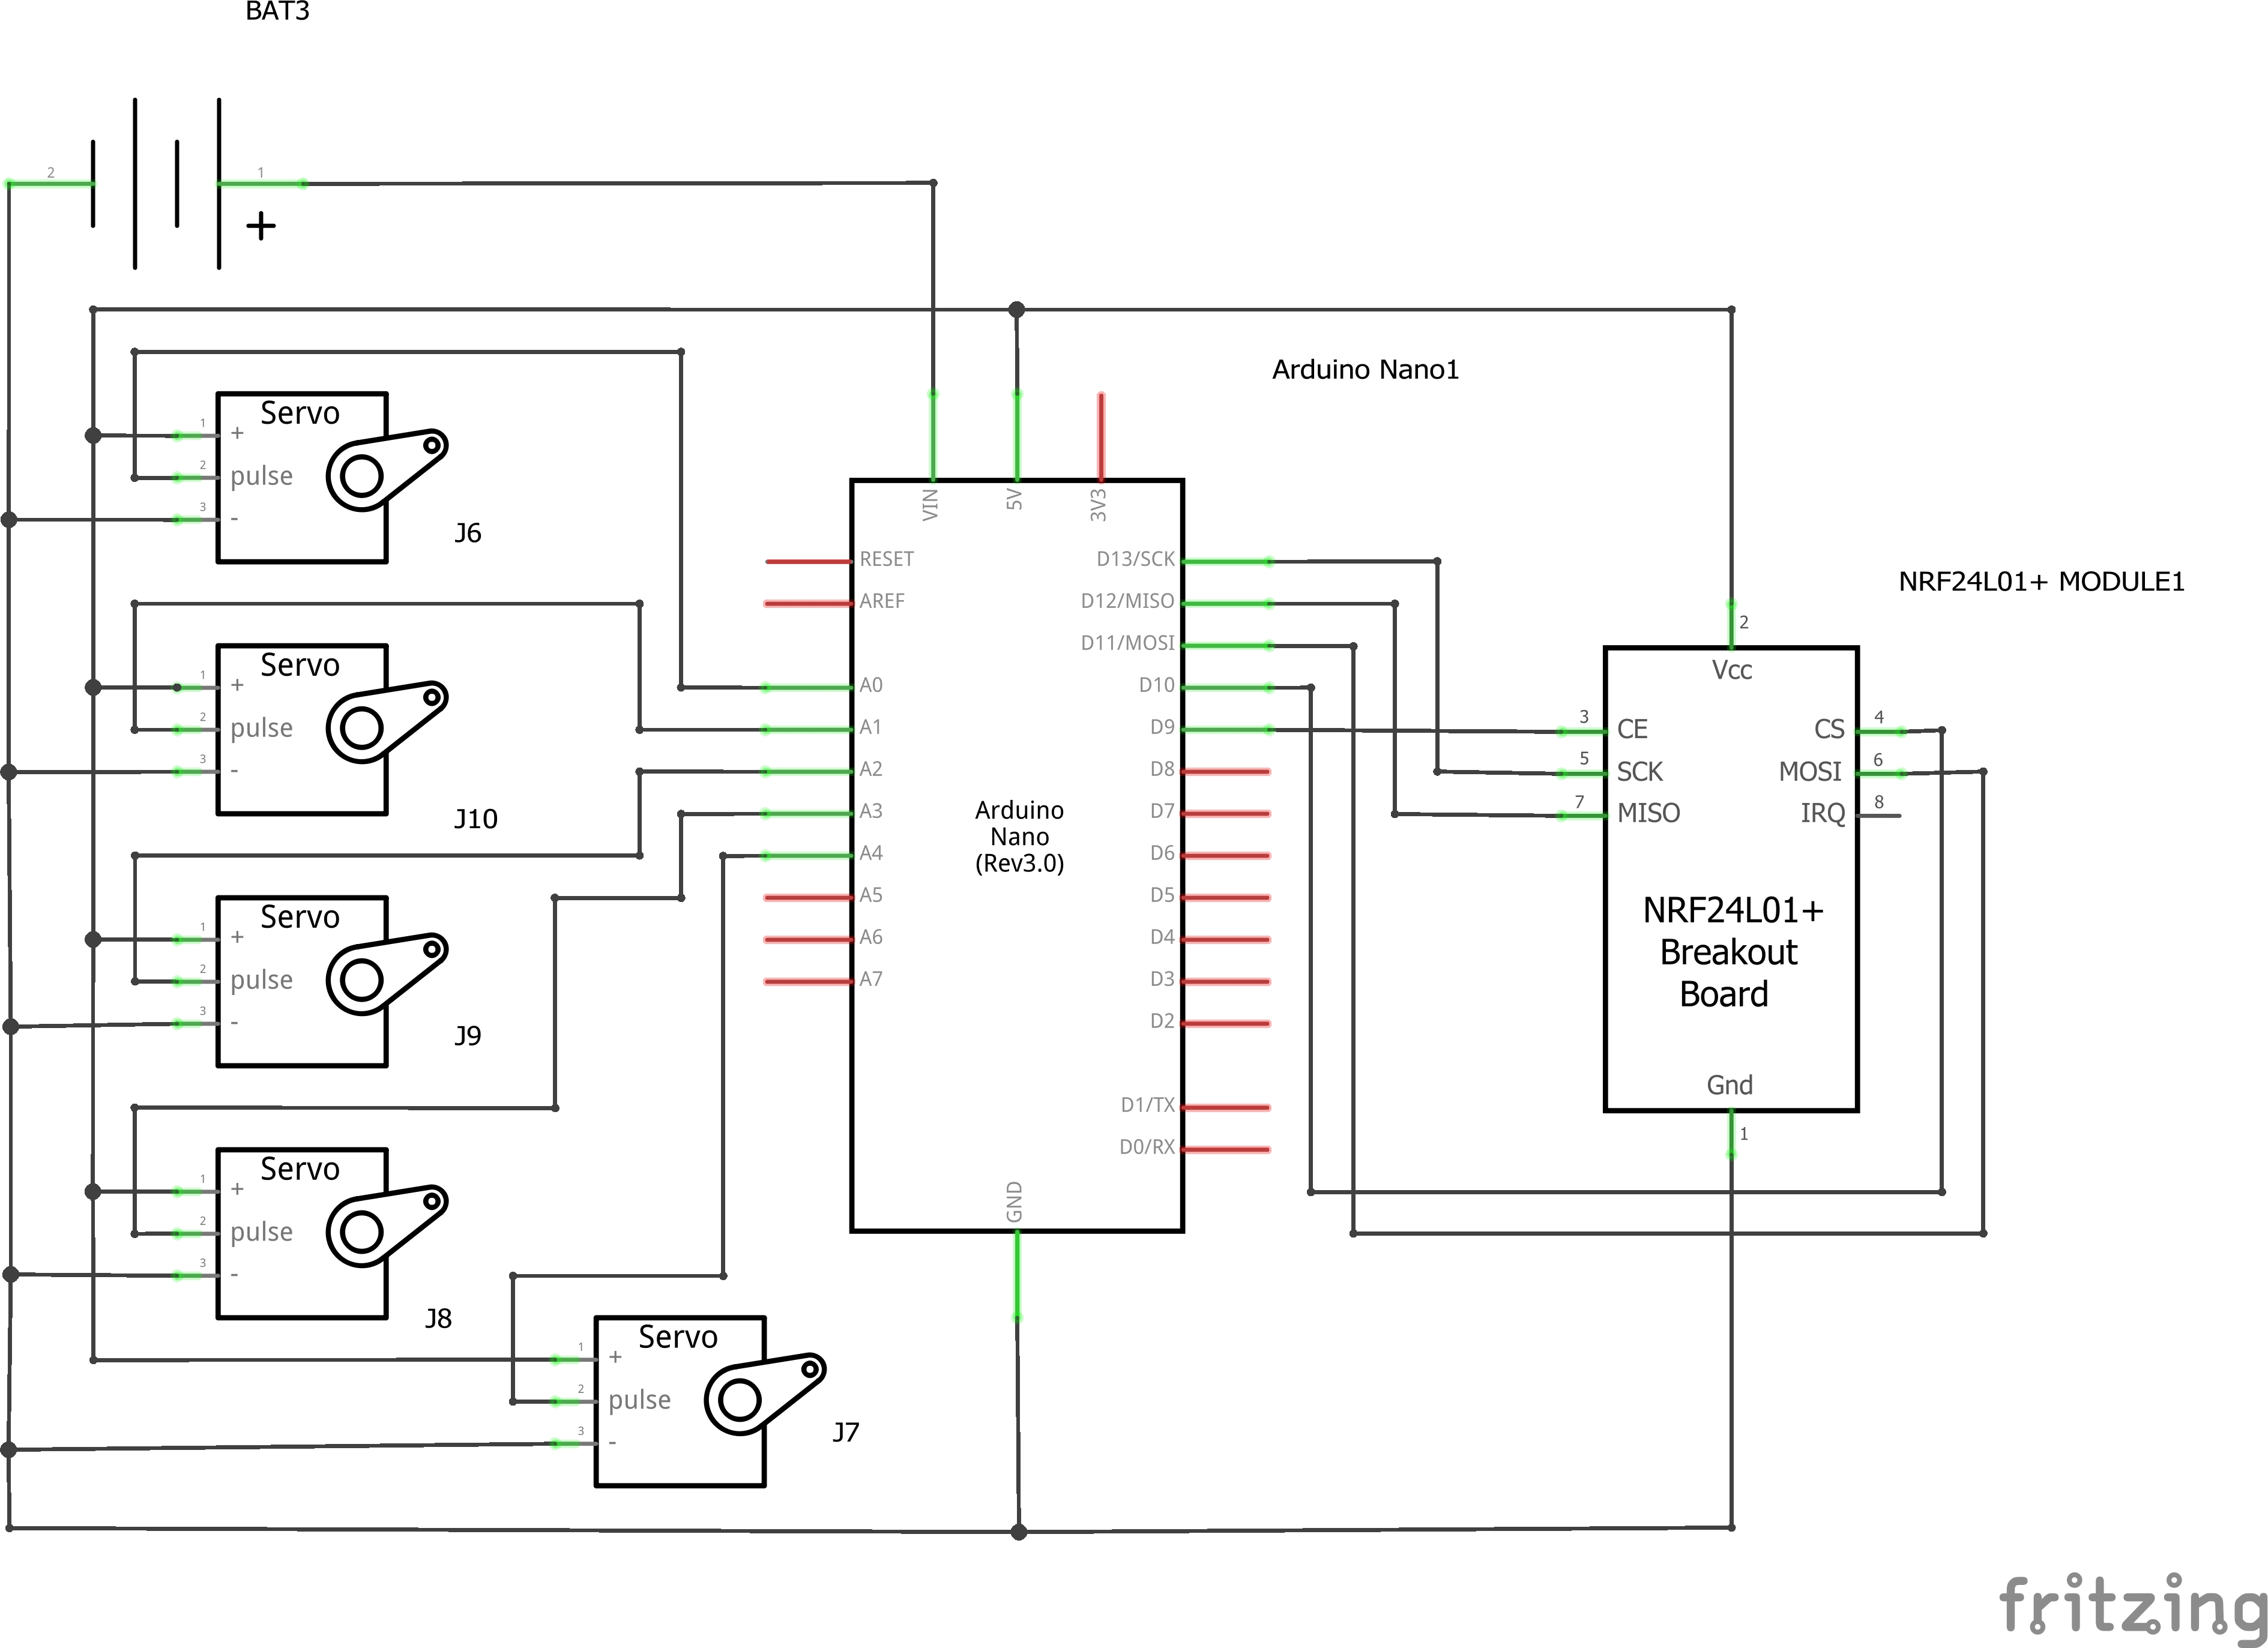 BAT3
2
1
+
Arduino Nano1
Servo
1
+
2
pulse
3
-
J6
Servo
1
+
2
pulse
3
-
J10
Servo
1
+
2
pulse
3
-
J9
Servo
1
+
2
pulse
3
-
J8
Servo
1
+
2
pulse
3
-
J7
VIN
5V
3V3
RESET
AREF
A0
A1
A2
A3
A4
A5
A6
A7
D13/SCK
D12/MISO
D11/MOSI
D10
D9
D8
D7
D6
D5
D4
D3
D2
D1/TX
D0/RX
Arduino
Nano
(Rev3.0)
GND
NRF24L01+ MODULE1
2
Vcc
3
CE
5
SCK
7
MISO
CS
4
MOSI
6
IRQ
8
NRF24L01+
Breakout
Board
Gnd
1
fritzing